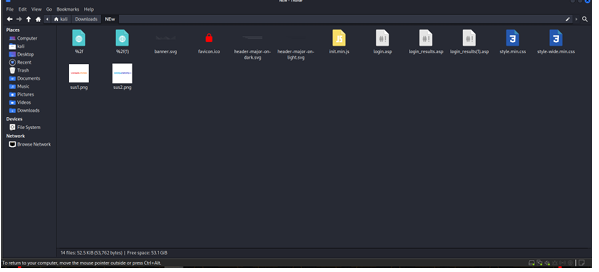 File Edit View Go Bookmarks Help
kali Downloads NEw
Places
Computer
kali
Desktop
Recent
Trash
Documents
Music
Pictures
Videos
Downloads
Devices
File System
Network
Browse Network
%2f %2f(1) banner.svg favicon.ico header-major-on-dark.svg header-major-on-light.svg init.min.js login.asp login_results.asp login_results(1).asp style.min.css style-wide.min.css
sos1.png sos2.png
14 files: 52.5 KiB (53,762 bytes) | Free space: 53.1 GiB
To return to your computer, move the mouse pointer outside or press Ctrl+Alt.